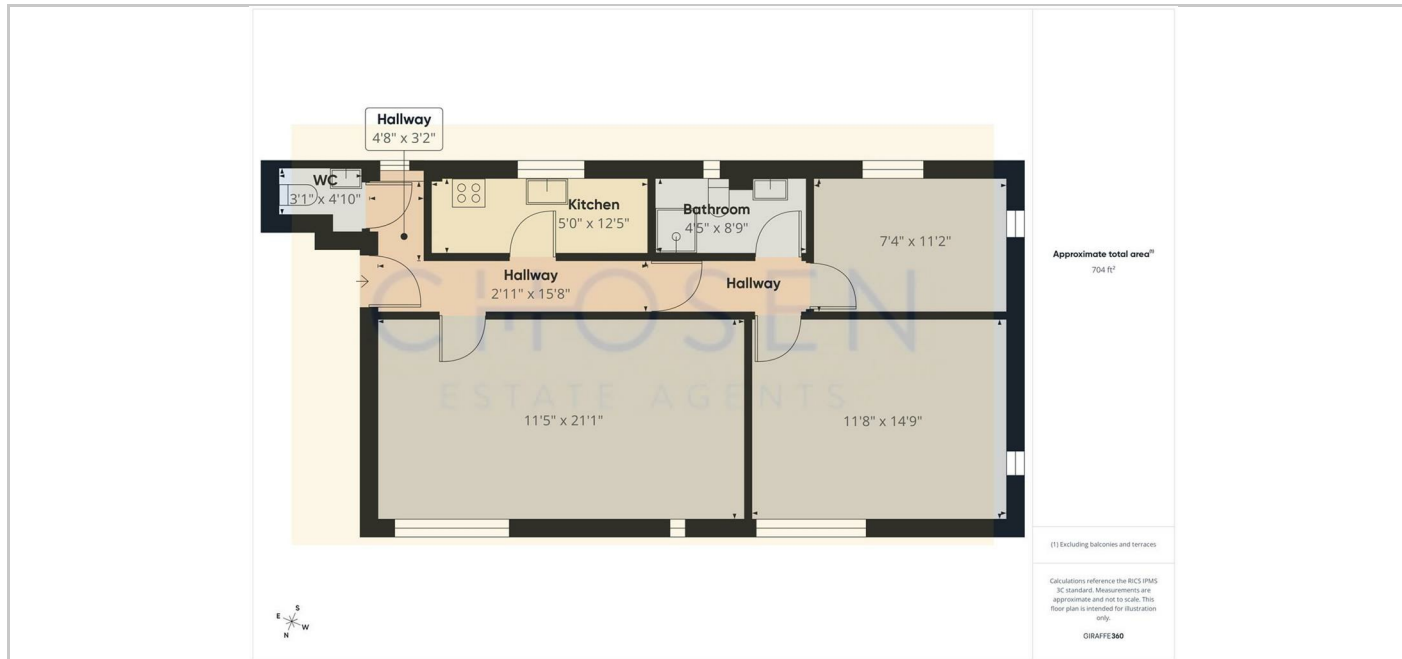 Hallway
4'8" x 3'2"
WC
3'1" x 4'10"
Kitchen
5'0" x 12'5"
Bathroom
4'5" x 8'9"
7'4" x 11'2"
Hallway
2'11" x 15'8"
Hallway
CHOSEN
ESTATE AGENTS
11'5" x 21'1"
11'8" x 14'9"
Approximate total area(1)
704 ft²
(1) Excluding balconies and terraces
Calculations reference the RICS IPMS
3C standard. Measurements are
approximate and not to scale. This
floor plan is intended for illustration
only.
GIRAFFE360
S
E
W
N